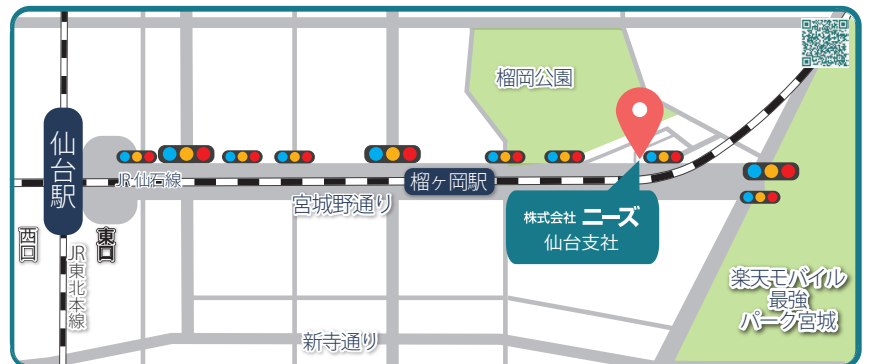 榴岡公園
仙台駅
JR 仙石線
榴ヶ岡駅
宮城野通り
株式会社 ニーズ
仙台支社
西口
東口
JR東北本線
楽天モバイル
最強
パーク宮城
新寺通り